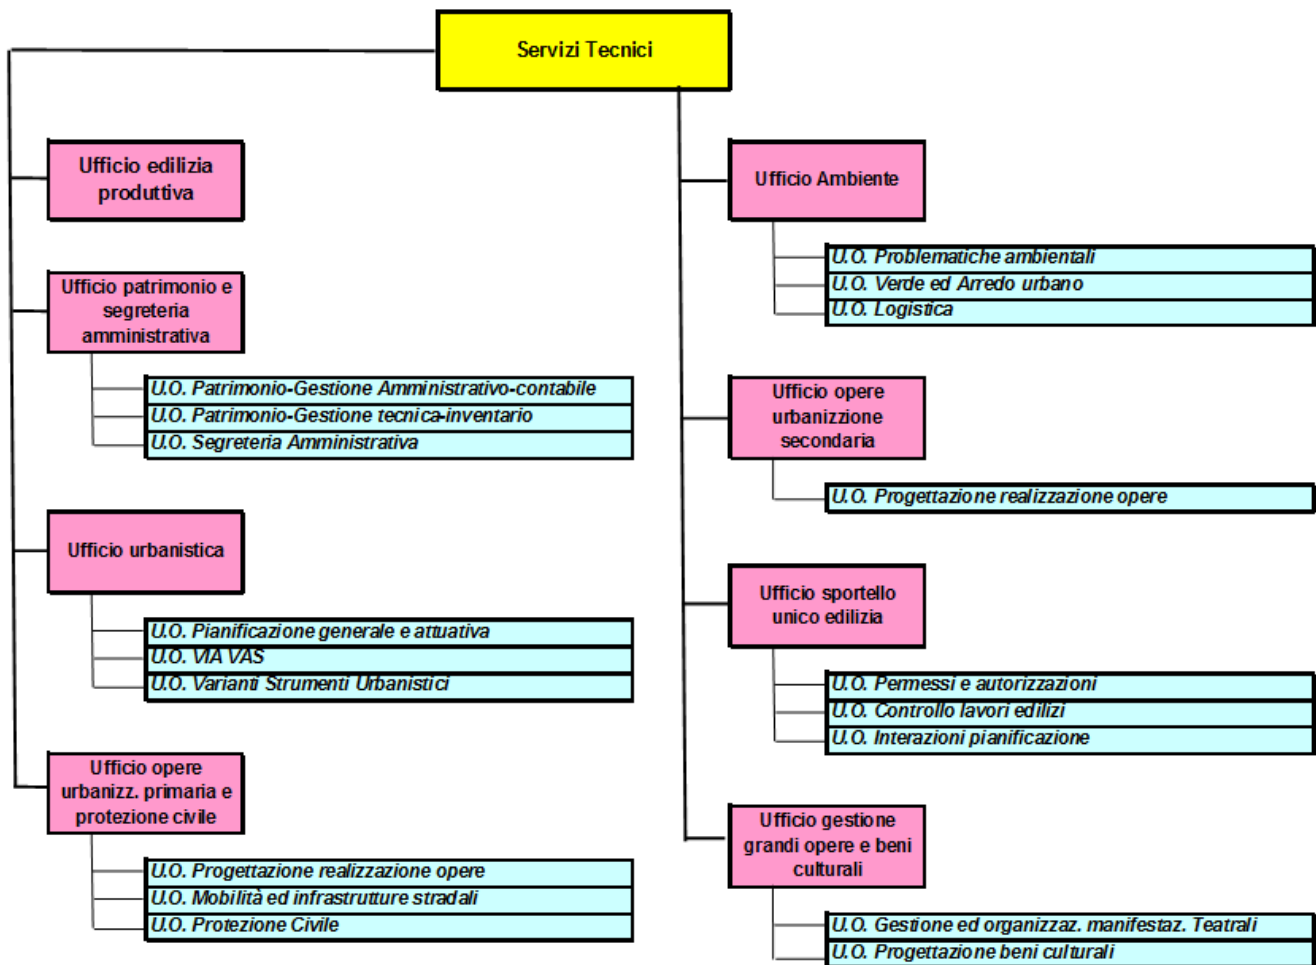 Servizi Tecnici
Ufficio edilizia
produttiva
Ufficio patrimonio e
segreteria
amministrativa
U.O. Patrimonio-Gestione Amministrativo-contabile
U.O. Patrimonio-Gestione tecnica-inventario
U.O. Segreteria Amministrativa
Ufficio urbanistica
U.O. Pianificazione generale e attuativa
U.O. VIA VAS
U.O. Varianti Strumenti Urbanistici
Ufficio opere
urbanizz. primaria e
protezione civile
U.O. Progettazione realizzazione opere
U.O. Mobilità ed infrastrutture stradali
U.O. Protezione Civile
Ufficio Ambiente
U.O. Problematiche ambientali
U.O. Verde ed Arredo urbano
U.O. Logistica
Ufficio opere
urbanizzione
secondaria
U.O. Progettazione realizzazione opere
Ufficio sportello
unico edilizia
U.O. Permessi e autorizzazioni
U.O. Controllo lavori edilizi
U.O. Interazioni pianificazione
Ufficio gestione
grandi opere e beni
culturali
U.O. Gestione ed organizzaz. manifestaz. Teatrali
U.O. Progettazione beni culturali